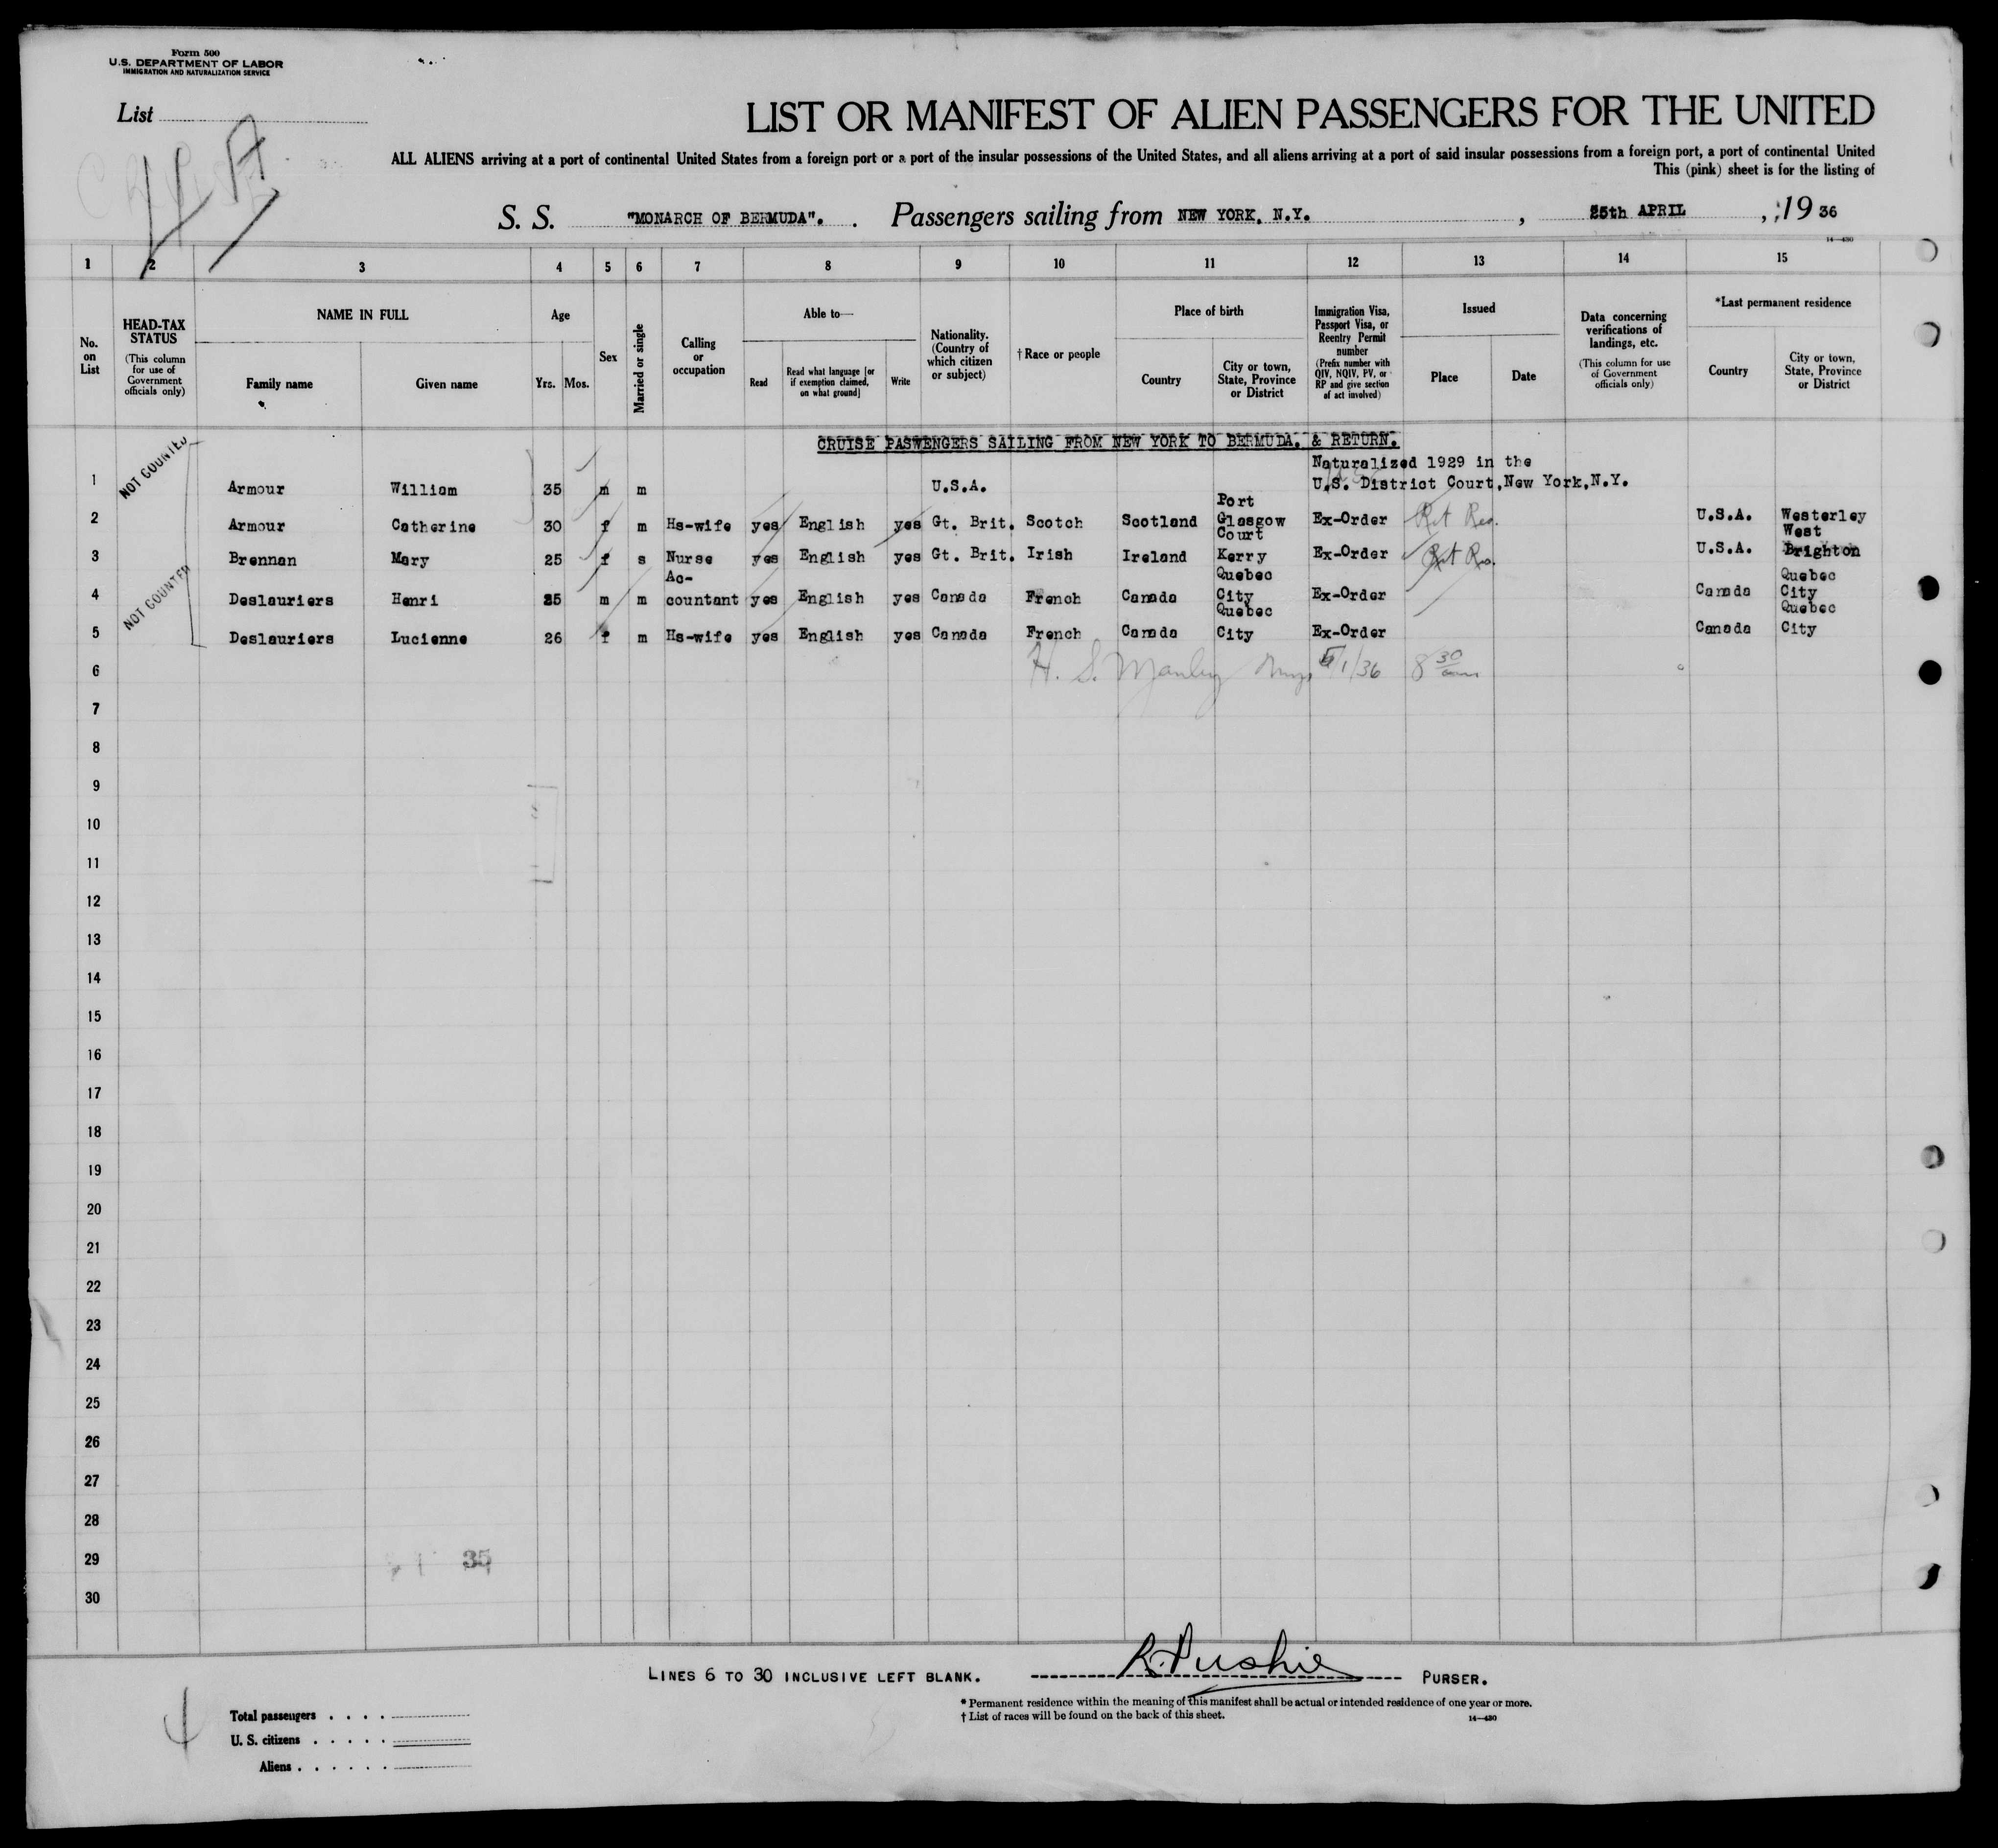 Form 500
U.S. DEPARTMENT OF LABOR
IMMIGRATION AND NATURALIZATION SERVICE
List
LIST OR MANIFEST OF ALIEN PASSENGERS FOR THE UNITED
ALL ALIENS arriving at a port of continental United States from a foreign port or a port of the insular possessions of the United States, and all aliens arriving at a port of said insular possessions from a foreign port, a port of continental United
This (pink) sheet is for the listing of
S. S. "MONARCH OF BERMUDA". Passengers sailing from NEW YORK, N.Y. , 25th APRIL , 19 36
14-430
1 2 3 4 5 6 7 8 9 10 11 12 13 14 15
No. on List
HEAD-TAX STATUS (This column for use of Government officials only)
NAME IN FULL
Family name Given name
Age
Yrs. Mos.
Sex
Married or single
Calling or occupation
Able to—
Read
Read what language [or if exemption claimed, on what ground]
Write
Nationality. (Country of which citizen or subject)
† Race or people
Place of birth
Country
City or town, State, Province or District
Immigration Visa, Passport Visa, or Reentry Permit number (Prefix number with QIV, NQIV, PV, or RP and give section of act involved)
Issued
Place Date
Data concerning verifications of landings, etc. (This column for use of Government officials only)
*Last permanent residence
Country
City or town, State, Province or District
CRUISE PASWENGERS SAILING FROM NEW YORK TO BERMUDA. & RETURN.
NOT COUNTED
NOT COUNTED
Naturalized 1929 in the
1 Armour William 35 m m U.S.A. U.S. District Court, New York, N.Y.
2 Armour Catherine 30 f m Hs-wife yes English yes Gt. Brit. Scotch Scotland Port Glasgow Ex-Order Ret Res. U.S.A. Westerley
3 Brennan Mary 25 f s Nurse yes English yes Gt. Brit. Irish Ireland Court Kerry Ex-Order Ret Res. U.S.A. West Brighton
4 Deslauriers Henri 25 m m Ac-countant yes English yes Canada French Canada Quebec City Ex-Order Canada Quebec City
5 Deslauriers Lucienne 26 f m Hs-wife yes English yes Canada French Canada Quebec City Ex-Order Canada Quebec City
6 H. S. Manley 5/1/36 8 30 am
7
8
9
10
11
12
13
14
15
16
17
18
19
20
21
22
23
24
25
26
27
28
29 35
30
LINES 6 TO 30 INCLUSIVE LEFT BLANK. PURSER.
* Permanent residence within the meaning of this manifest shall be actual or intended residence of one year or more.
† List of races will be found on the back of this sheet.
14-430
Total passengers
U. S. citizens
Aliens